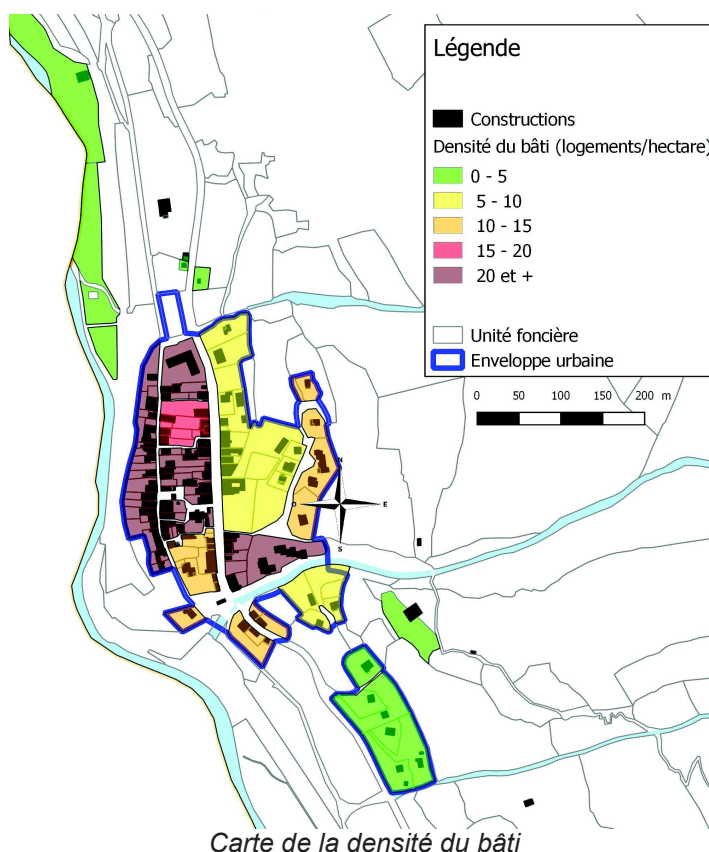 Légende
Constructions
Densité du bâti (logements/hectare)
0 - 5
5 - 10
10 - 15
15 - 20
20 et +
Unité foncière
Enveloppe urbaine
0 50 100 150 200 m
N
O E
S
Carte de la densité du bâti